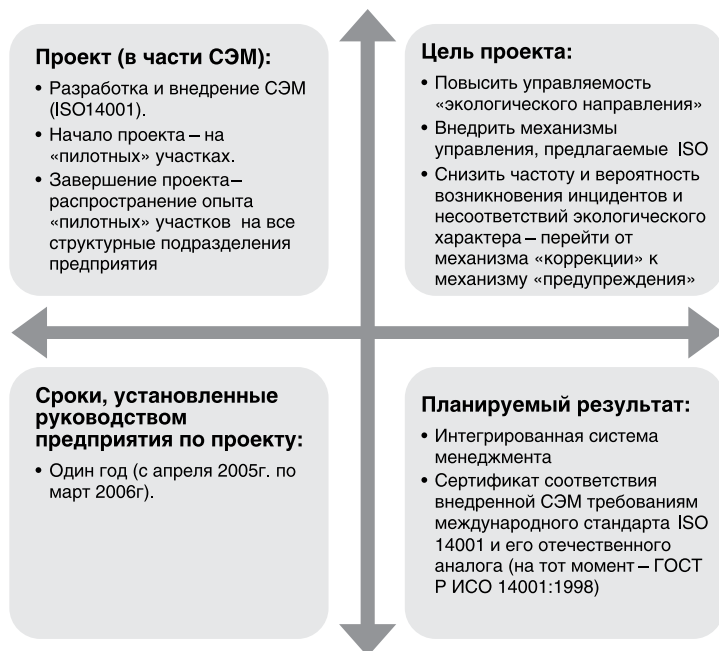 Проект (в части СЭМ):
• Разработка и внедрение СЭМ
(ISO14001).
• Начало проекта – на
«пилотных» участках.
• Завершение проекта–
распространение опыта
«пилотных» участков на все
структурные подразделения
предприятия
Цель проекта:
• Повысить управляемость
«экологического направления»
• Внедрить механизмы
управления, предлагаемые ISO
• Снизить частоту и вероятность
возникновения инцидентов и
несоответствий экологического
характера – перейти от
механизма «коррекции» к
механизму «предупреждения»
Сроки, установленные
руководством
предприятия по проекту:
• Один год (с апреля 2005г. по
март 2006г).
Планируемый результат:
• Интегрированная система
менеджмента
• Сертификат соответствия
внедренной СЭМ требованиям
международного стандарта ISO
14001 и его отечественного
аналога (на тот момент – ГОСТ
Р ИСО 14001:1998)